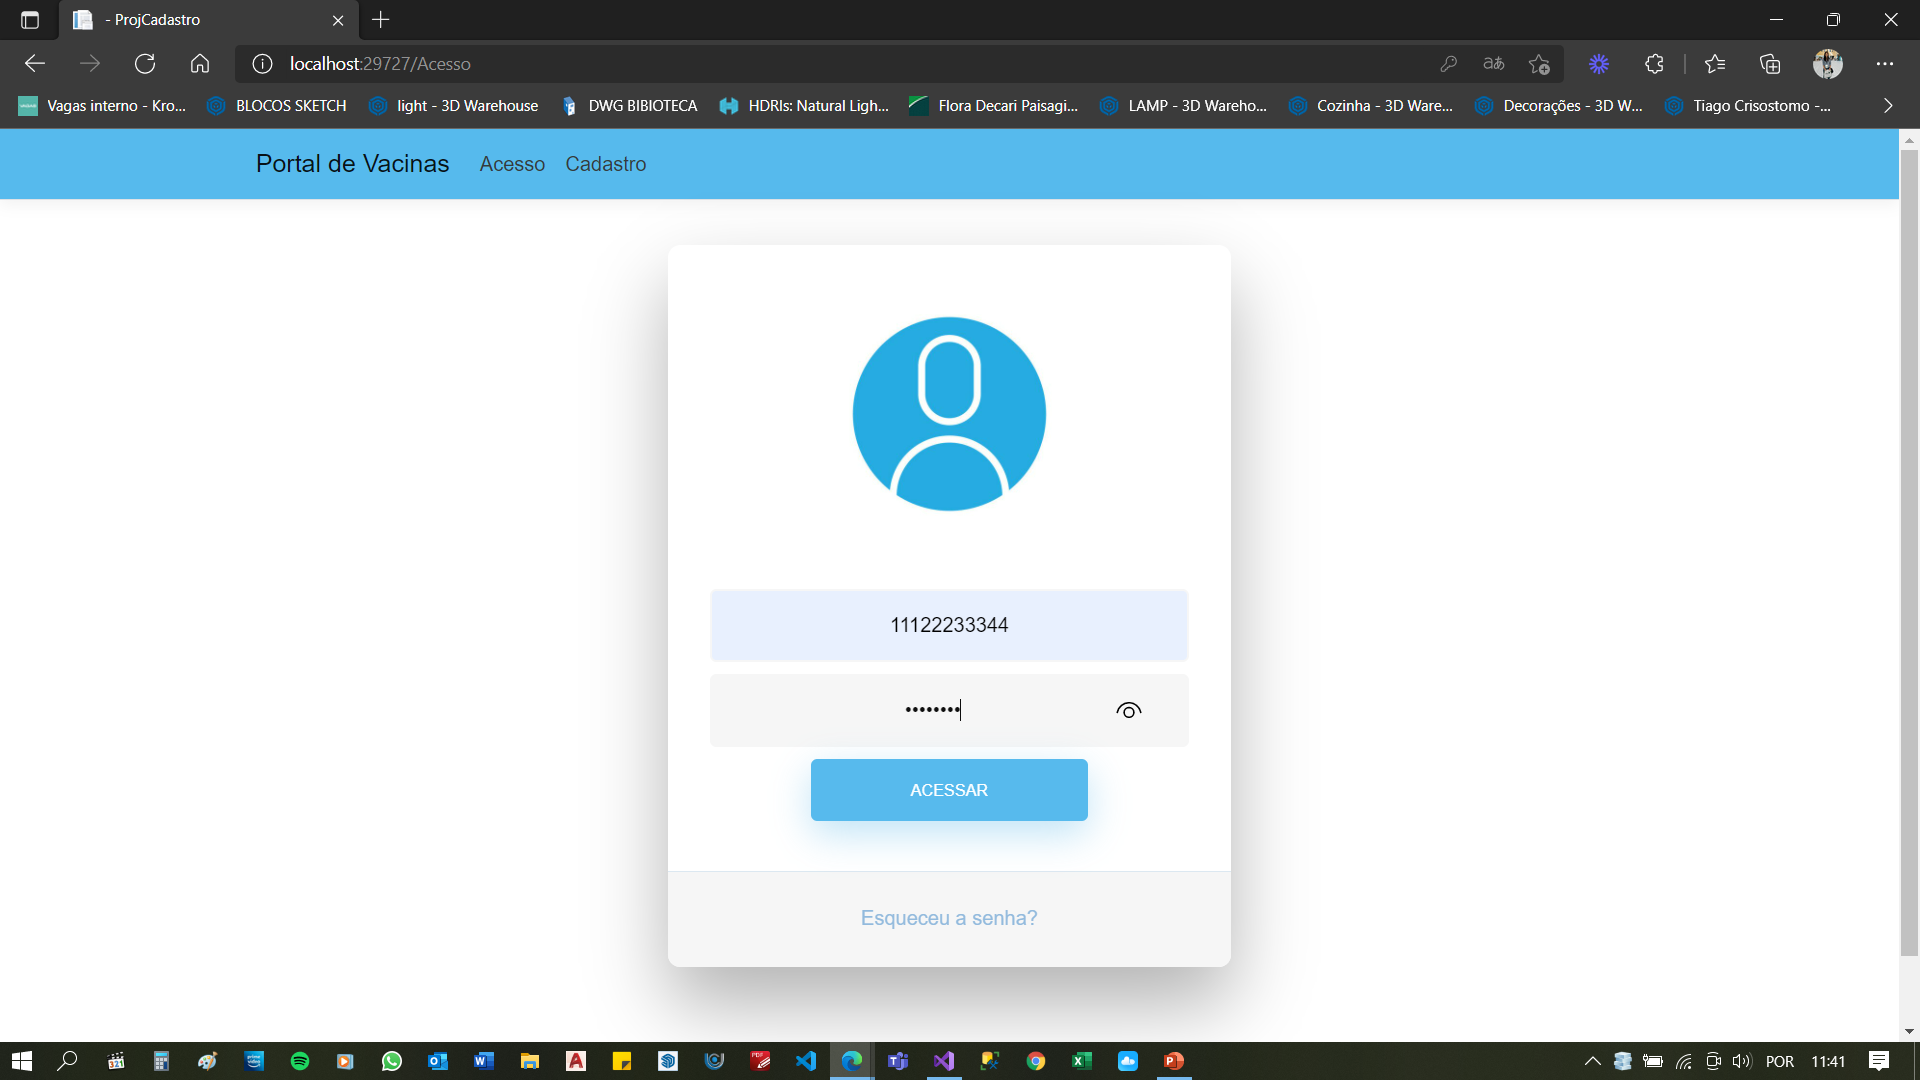 - ProjCadastro
localhost:29727/Acesso
Vagas interno - Kro... BLOCOS SKETCH light - 3D Warehouse DWG BIBIOTECA HDRIs: Natural Ligh... Flora Decari Paisagi... LAMP - 3D Wareho... Cozinha - 3D Ware... Decorações - 3D W... Tiago Crisostomo -...
Portal de Vacinas Acesso Cadastro
11122233344
••••••••
ACESSAR
Esqueceu a senha?
POR 11:41